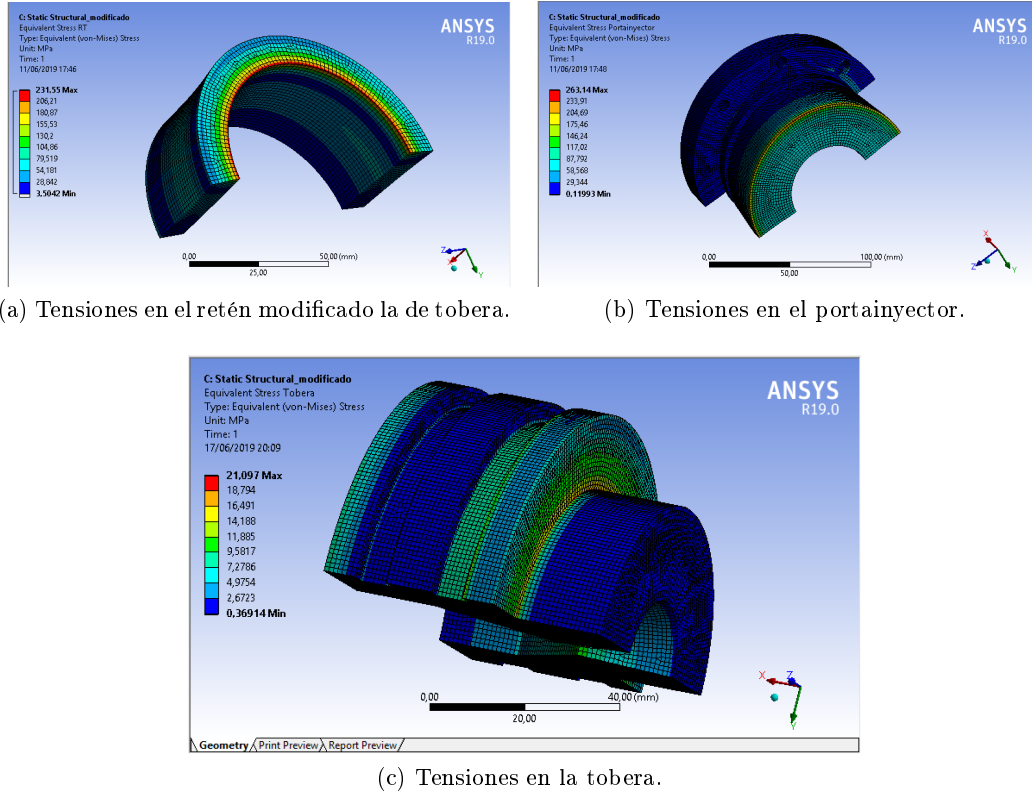 C: Static Structural_modificado
Equivalent Stress RT
Type: Equivalent (von-Mises) Stress
Unit: MPa
Time: 1
11/06/2019 17:46
ANSYS
R19.0
231,55 Max
206,21
180,87
155,53
130,2
104,86
79,519
54,181
28,842
3,5042 Min
0,00
50,00 (mm)
25,00
Z
X
Y
C: Static Structural_modificado
Equivalent Stress Portainyector
Type: Equivalent (von-Mises) Stress
Unit: MPa
Time: 1
11/06/2019 17:48
ANSYS
R19.0
263,14 Max
233,91
204,69
175,46
146,24
117,02
87,792
58,568
29,344
0,11993 Min
0,00
100,00 (mm)
50,00
X
Z
Y
(a) Tensiones en el retén modificado la de tobera.
(b) Tensiones en el portainyector.
C: Static Structural_modificado
Equivalent Stress Tobera
Type: Equivalent (von-Mises) Stress
Unit: MPa
Time: 1
17/06/2019 20:09
ANSYS
R19.0
21,097 Max
18,794
16,491
14,188
11,885
9,5817
7,2786
4,9754
2,6723
0,36914 Min
0,00
40,00 (mm)
20,00
X
Z
Y
Geometry / Print Preview / Report Preview /
(c) Tensiones en la tobera.